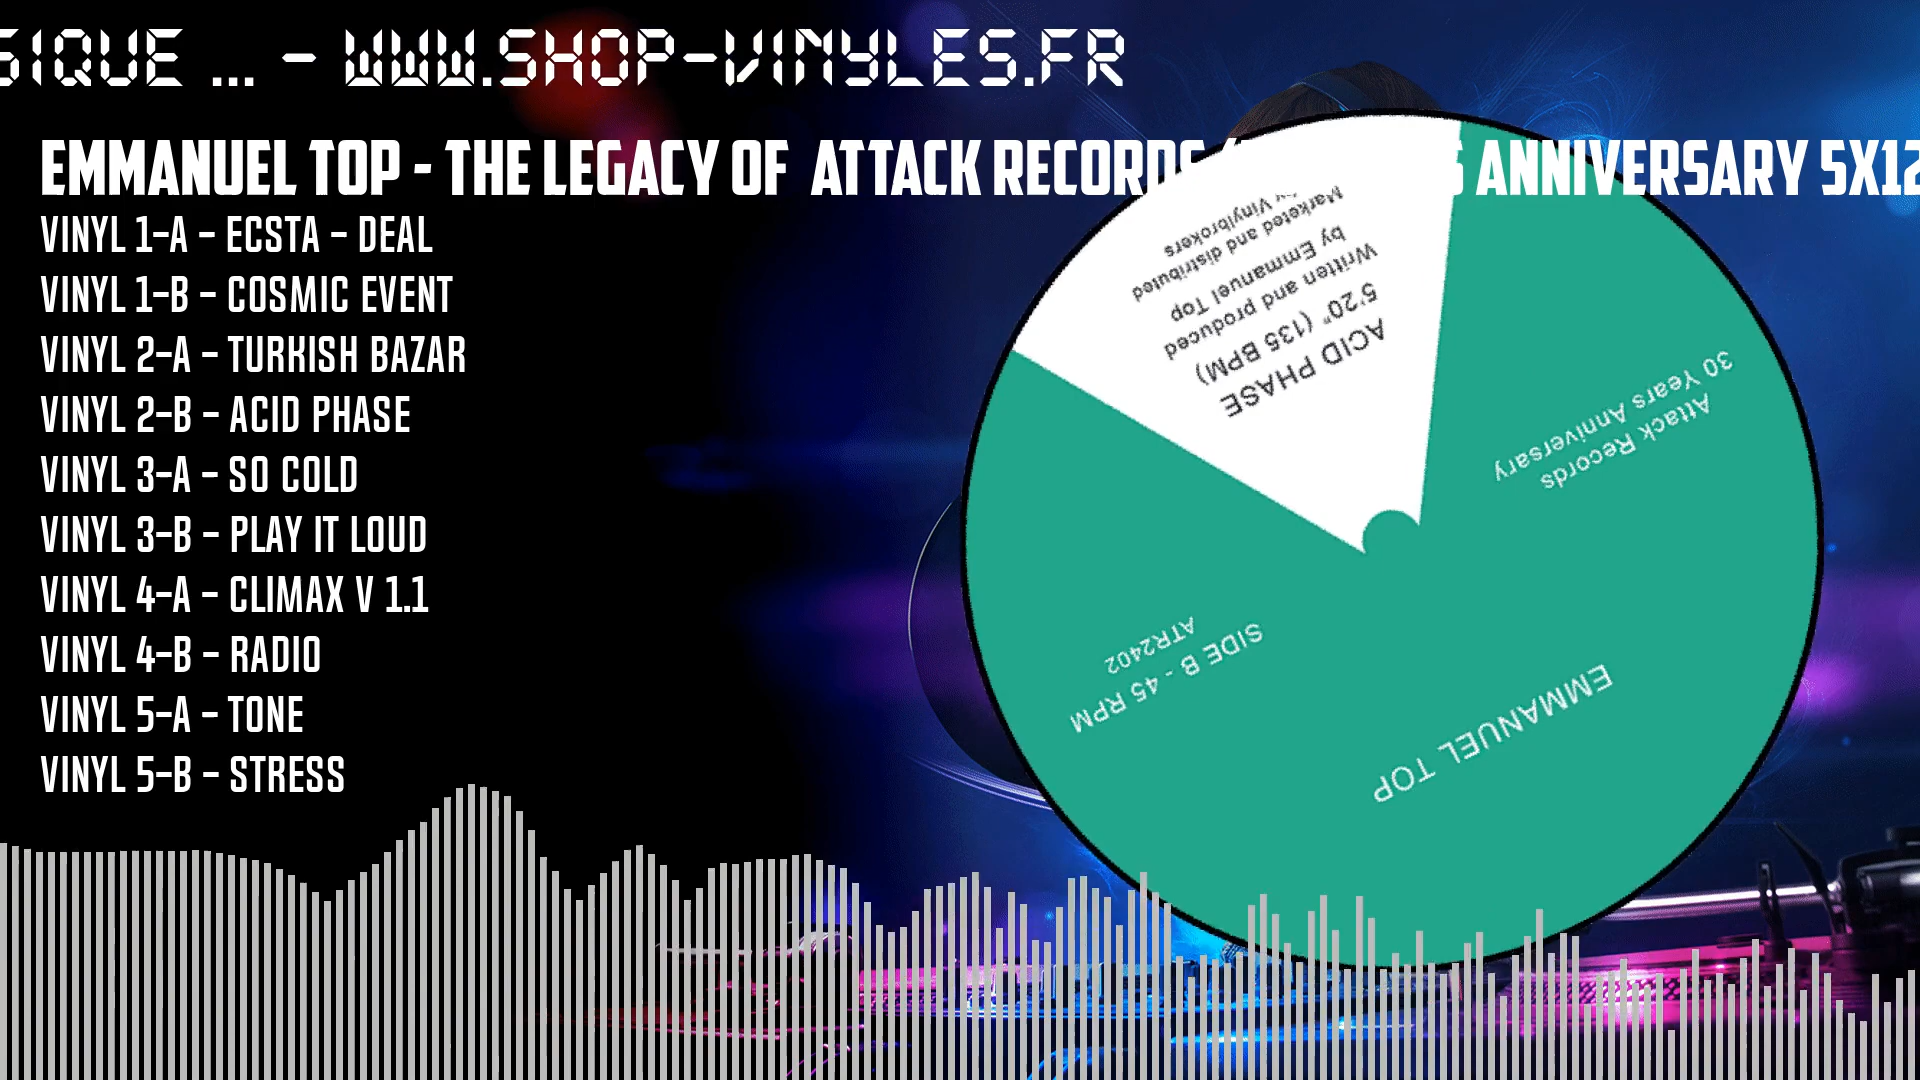 SIQUE ... - WWW.SHOP-VINYLES.FR
EMMANUEL TOP - THE LEGACY OF ATTACK RECORDS ANNIVERSARY 5X12
VINYL 1-A - ECSTA - DEAL
VINYL 1-B - COSMIC EVENT
VINYL 2-A - TURKISH BAZAR
VINYL 2-B - ACID PHASE
VINYL 3-A - SO COLD
VINYL 3-B - PLAY IT LOUD
VINYL 4-A - CLIMAX V 1.1
VINYL 4-B - RADIO
VINYL 5-A - TONE
VINYL 5-B - STRESS
EMMANUEL TOP
SIDE B - 45 RPM
ATR2402
Attack Records
30 Years Anniversary
ACID PHASE
5'20" (135 BPM)
Written and produced
by Emmanuel Top
Marketed and distributed
by Vinylbrokers